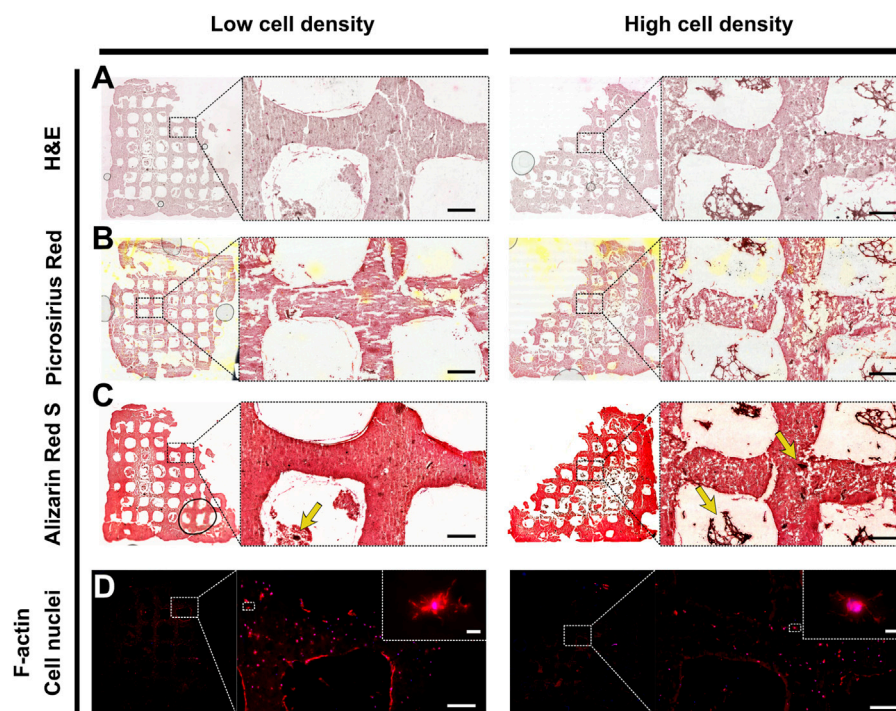 Low cell density
High cell density
A
H&E
B
Picrosirius Red
C
Alizarin Red S
D
F-actin
Cell nuclei